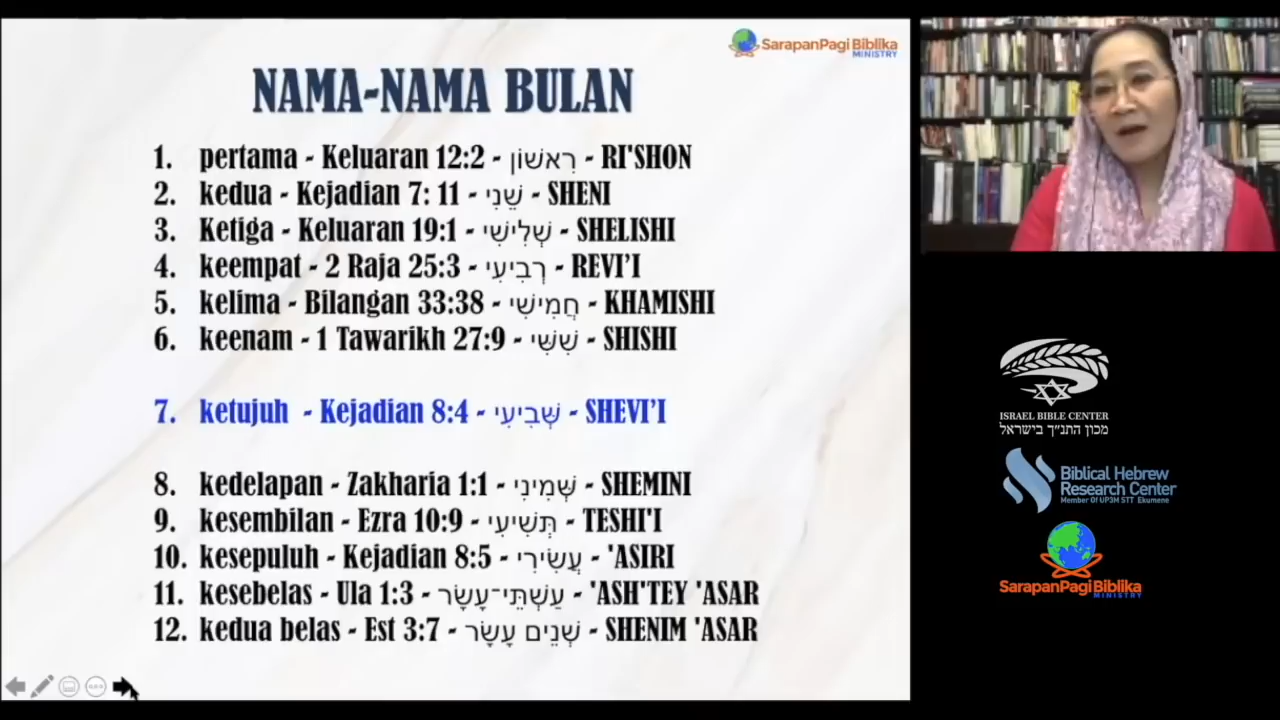 SarapanPagi Biblika
MINISTRY
NAMA-NAMA BULAN
1. pertama - Keluaran 12:2 - רִאשׁוֹן - RI'SHON
2. kedua - Kejadian 7: 11 - שֵׁנִי - SHENI
3. Ketiga - Keluaran 19:1 - שְׁלִישִׁי - SHELISHI
4. keempat - 2 Raja 25:3 - רְבִיעִי - REVI’I
5. kelima - Bilangan 33:38 - חֲמִישִׁי - KHAMISHI
6. keenam - 1 Tawarikh 27:9 - שִׁשִּׁי - SHISHI
7. ketujuh - Kejadian 8:4 - שְּׁבִיעִי - SHEVI’I
8. kedelapan - Zakharia 1:1 - שְּׁמִינִי - SHEMINI
9. kesembilan - Ezra 10:9 - תְּשִׁיעִי - TESHI'I
10. kesepuluh - Kejadian 8:5 - עֲשִׂירִי - 'ASIRI
11. kesebelas - Ula 1:3 - עַשְׁתֵּי־עָשָׂר - 'ASH'TEY 'ASAR
12. kedua belas - Est 3:7 - שְׁנֵים עָשָׂר - SHENIM 'ASAR
ISRAEL BIBLE CENTER
מכון התנ״ך בישראל
Biblical Hebrew
Research Center
Member Of UP3M STT Ekumene
SarapanPagi Biblika
MINISTRY